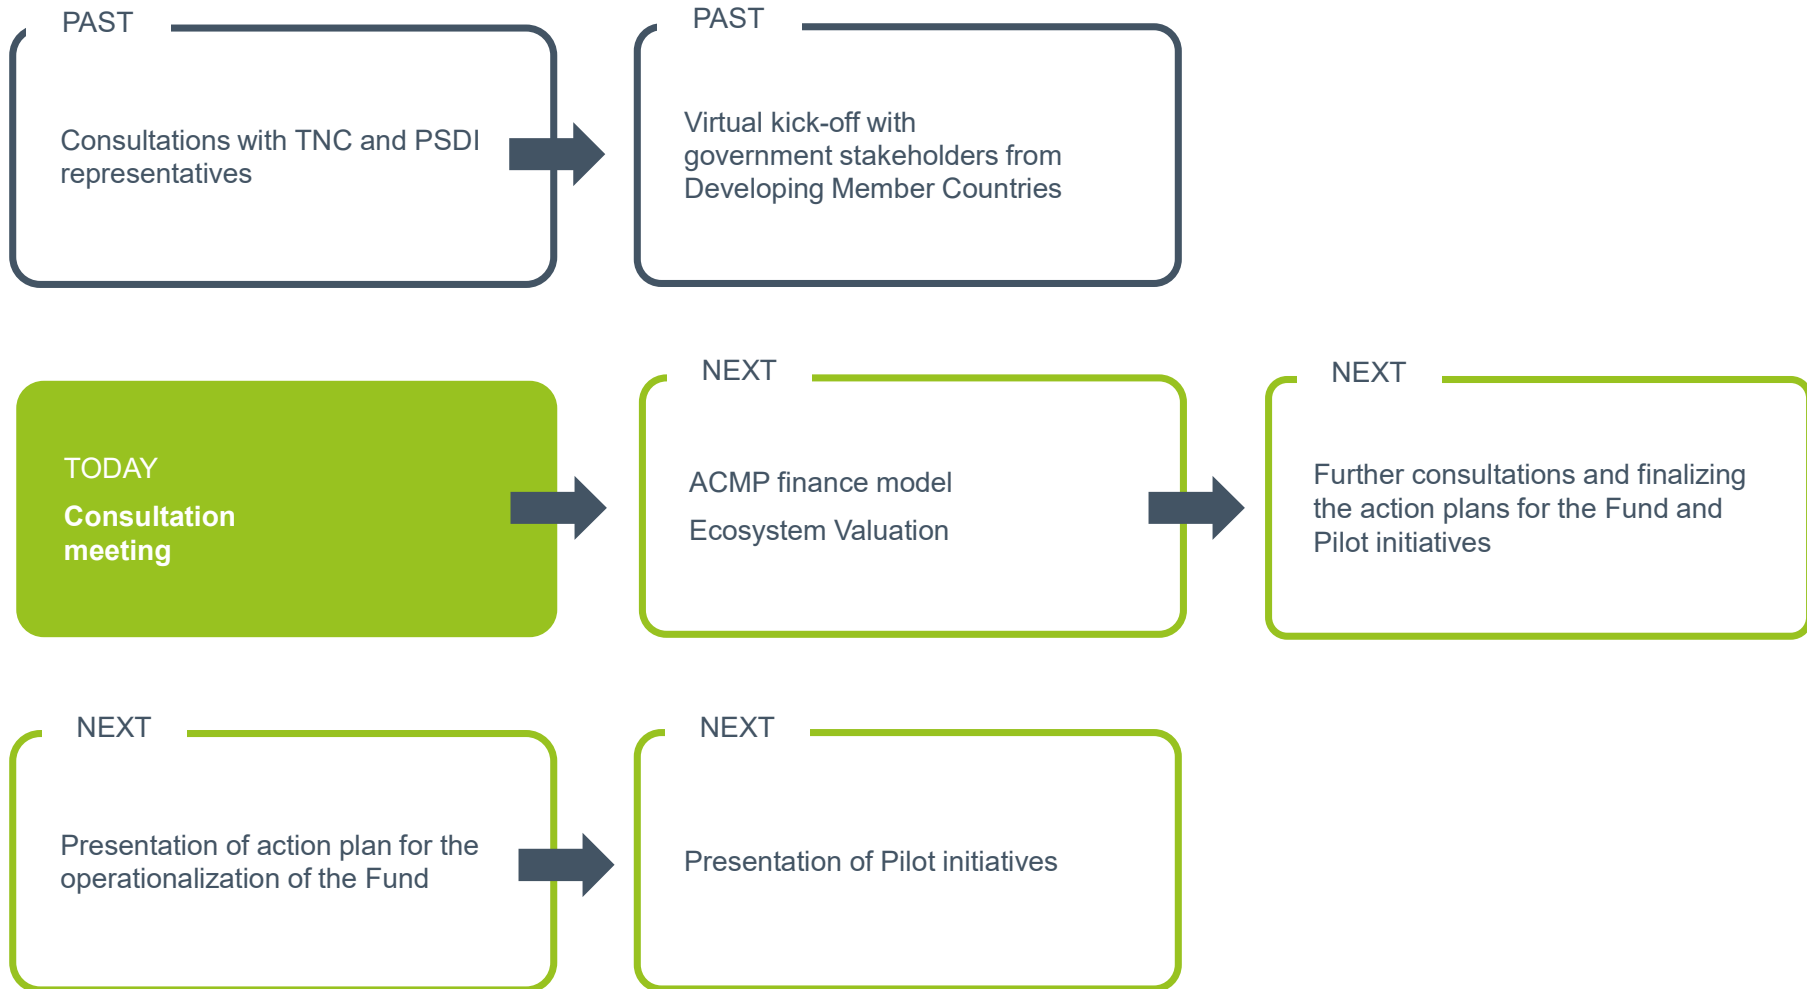 PAST
Consultations with TNC and PSDI
representatives
PAST
Virtual kick-off with
government stakeholders from
Developing Member Countries
TODAY
Consultation
meeting
NEXT
ACMP finance model
Ecosystem Valuation
NEXT
Further consultations and finalizing
the action plans for the Fund and
Pilot initiatives
NEXT
Presentation of action plan for the
operationalization of the Fund
NEXT
Presentation of Pilot initiatives